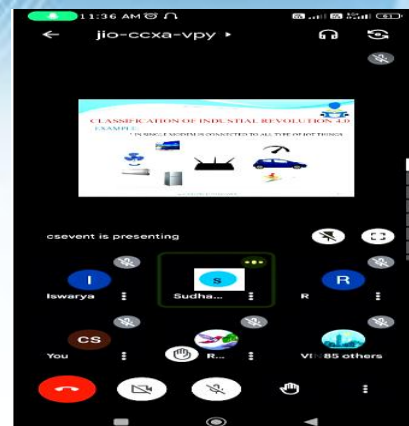 11:36 AM
jio-ccxa-vpy
CLASSIFICATION OF INDUSTIAL REVOLUTION 4.0
EXAMPLE:
* IN SINGLE MODEM IS CONNECTED TO ALL TYPE OF IOT THINGS
csevent is presenting
I
S
R
Iswarya
Sudha...
R
CS
You
R...
85 others